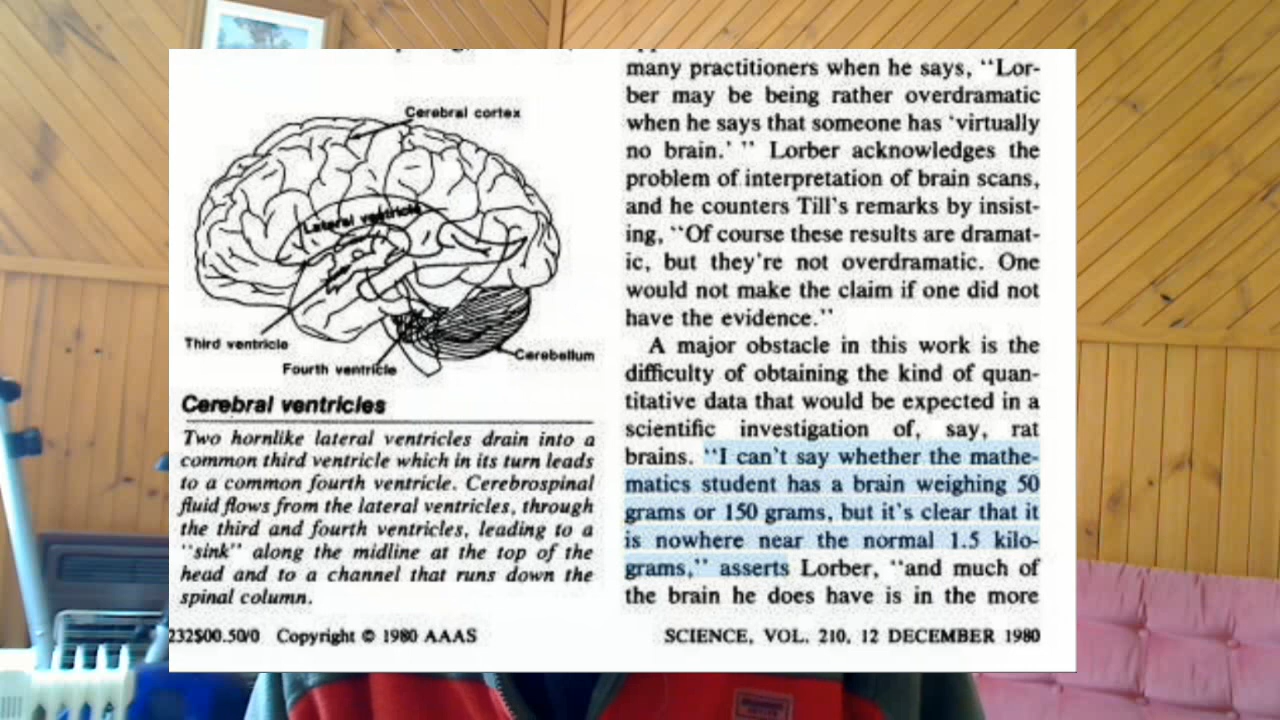 Cerebral cortex
Lateral ventricle
Third ventricle
Fourth ventricle
Cerebellum
Cerebral ventricles
Two hornlike lateral ventricles drain into a
common third ventricle which in its turn leads
to a common fourth ventricle. Cerebrospinal
fluid flows from the lateral ventricles, through
the third and fourth ventricles, leading to a
"sink" along the midline at the top of the
head and to a channel that runs down the
spinal column.
232$00.50/0 Copyright © 1980 AAAS
many practitioners when he says, "Lor-
ber may be being rather overdramatic
when he says that someone has 'virtually
no brain.' " Lorber acknowledges the
problem of interpretation of brain scans,
and he counters Till's remarks by insist-
ing, "Of course these results are dramat-
ic, but they're not overdramatic. One
would not make the claim if one did not
have the evidence."
A major obstacle in this work is the
difficulty of obtaining the kind of quan-
titative data that would be expected in a
scientific investigation of, say, rat
brains. "I can't say whether the mathe-
matics student has a brain weighing 50
grams or 150 grams, but it's clear that it
is nowhere near the normal 1.5 kilo-
grams," asserts Lorber, "and much of
the brain he does have is in the more
SCIENCE, VOL. 210, 12 DECEMBER 1980